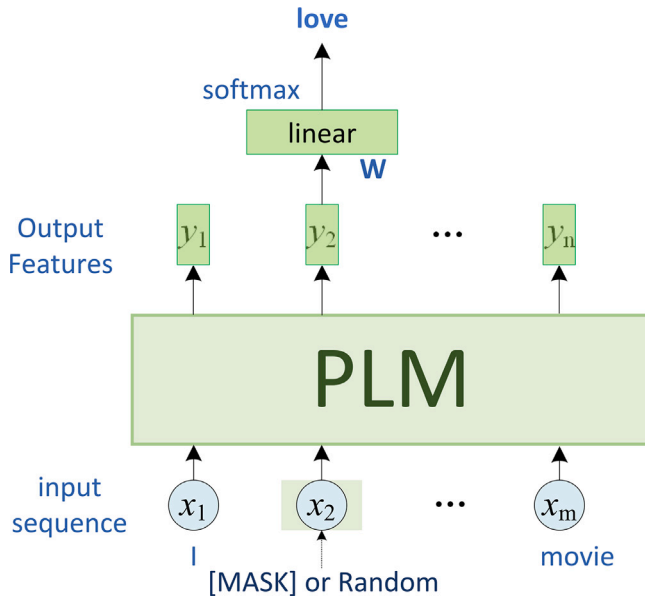 love
softmax
linear
W
Output
Features
y₁ y₂ ... yₙ
PLM
input
sequence
x₁ x₂ ... xₘ
I
movie
[MASK] or Random